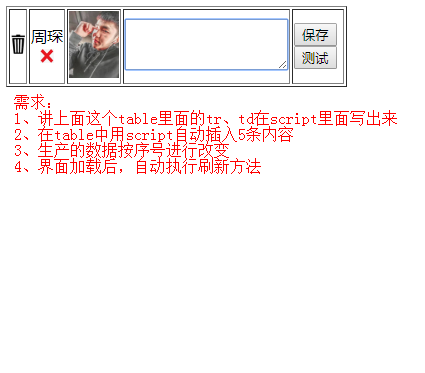 周琛
保存
测试
需求：
1、讲上面这个table里面的tr、td在script里面写出来
2、在table中用script自动插入5条内容
3、生产的数据按序号进行改变
4、界面加载后，自动执行刷新方法